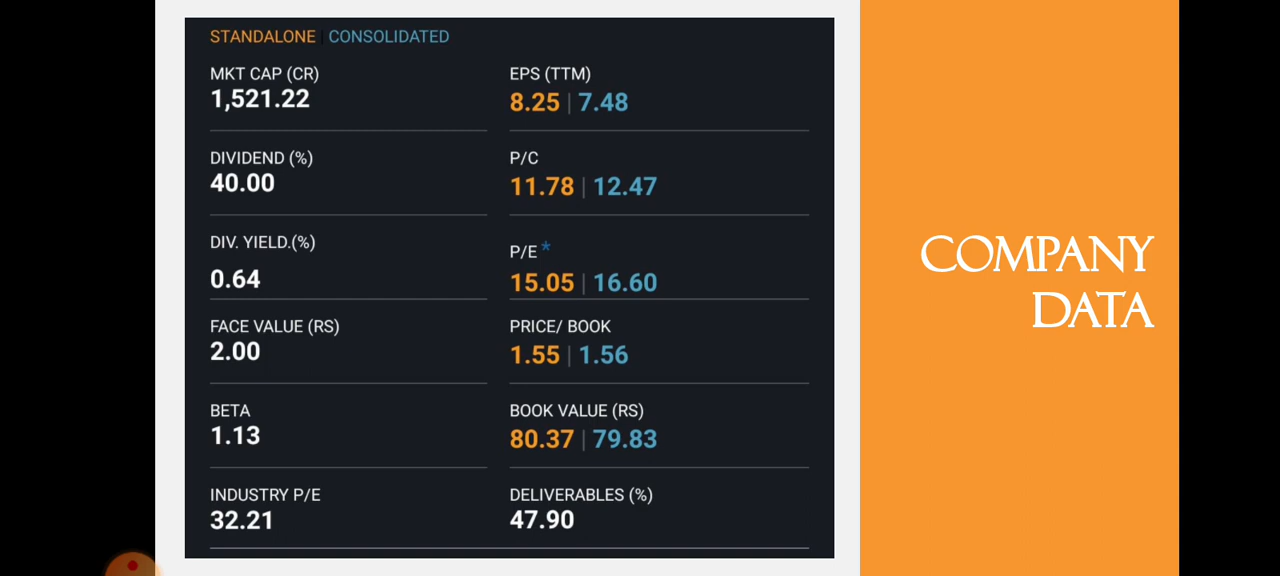 STANDALONE | CONSOLIDATED
MKT CAP (CR)
1,521.22
EPS (TTM)
8.25 | 7.48
DIVIDEND (%)
40.00
P/C
11.78 | 12.47
DIV. YIELD.(%)
0.64
P/E *
15.05 | 16.60
FACE VALUE (RS)
2.00
PRICE/ BOOK
1.55 | 1.56
BETA
1.13
BOOK VALUE (RS)
80.37 | 79.83
INDUSTRY P/E
32.21
DELIVERABLES (%)
47.90
COMPANY
DATA